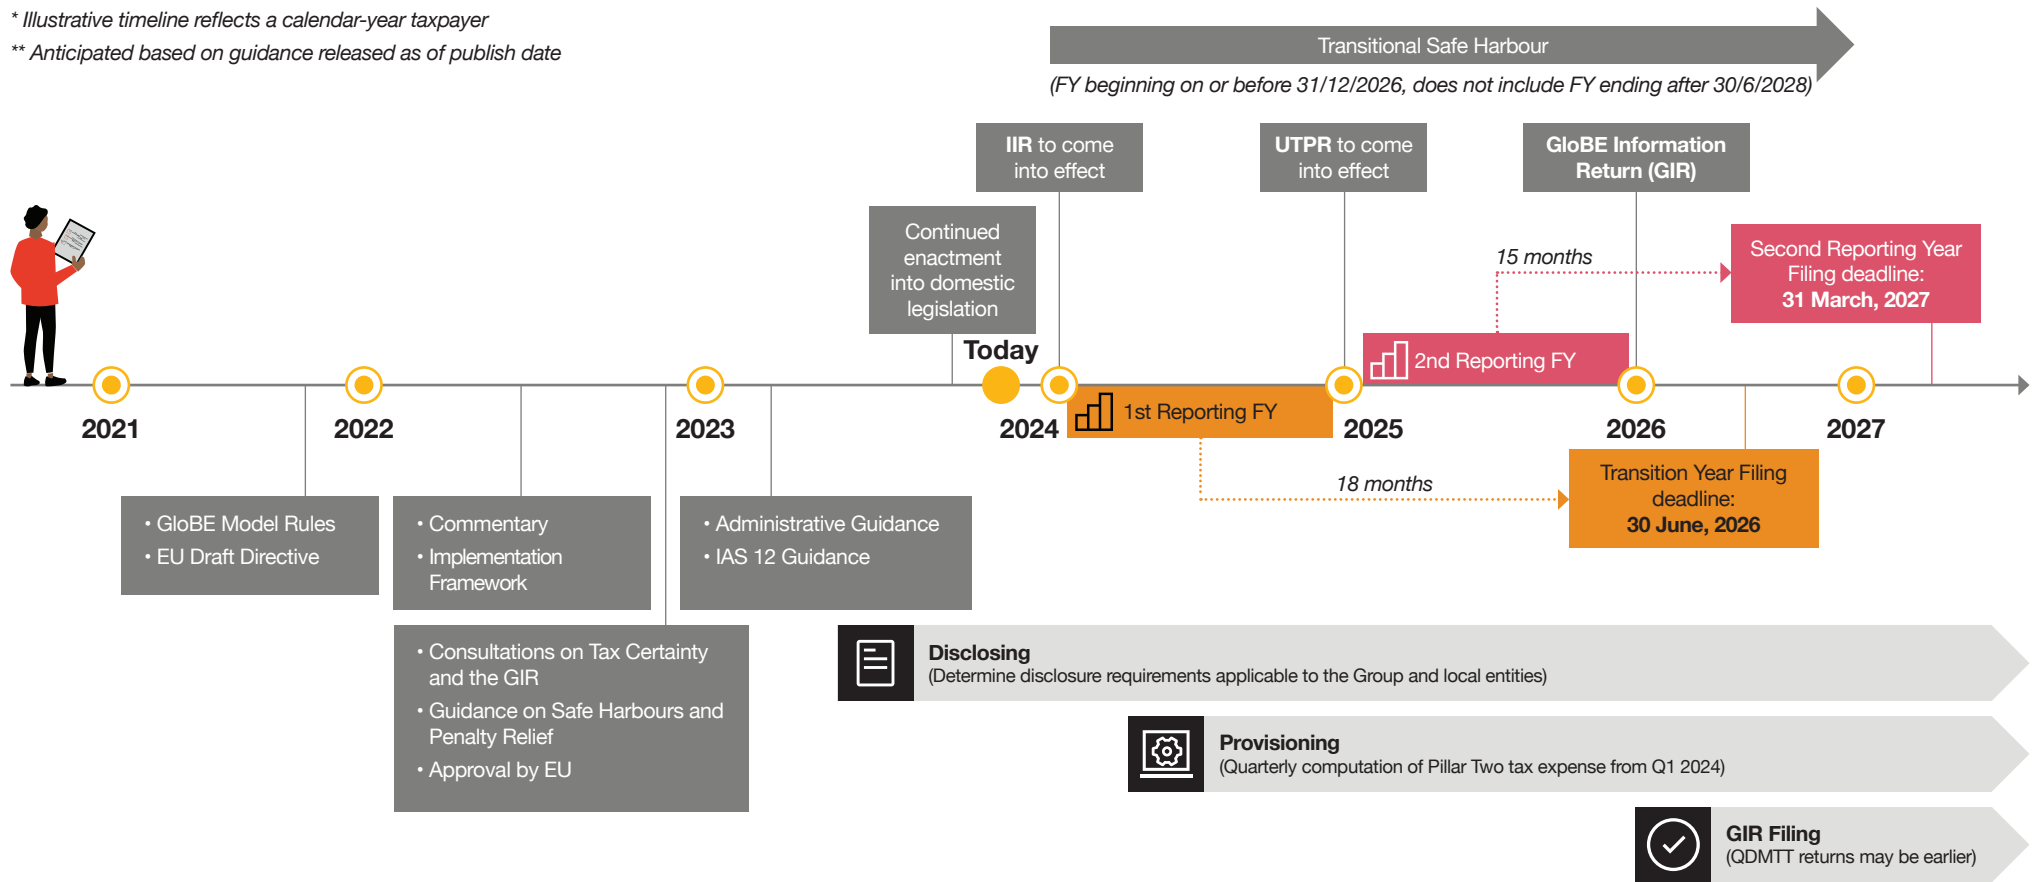 * Illustrative timeline reflects a calendar-year taxpayer
** Anticipated based on guidance released as of publish date
Transitional Safe Harbour
(FY beginning on or before 31/12/2026, does not include FY ending after 30/6/2028)
IIR to come
into effect
UTPR to come
into effect
GloBE Information
Return (GIR)
Continued
enactment
into domestic
legislation
15 months
Second Reporting Year
Filing deadline:
31 March, 2027
Today
2nd Reporting FY
1st Reporting FY
2021
2022
2023
2024
2025
2026
2027
18 months
Transition Year Filing
deadline:
30 June, 2026
• GloBE Model Rules
• EU Draft Directive
• Commentary
• Implementation
Framework
• Administrative Guidance
• IAS 12 Guidance
• Consultations on Tax Certainty
and the GIR
• Guidance on Safe Harbours and
Penalty Relief
• Approval by EU
Disclosing
(Determine disclosure requirements applicable to the Group and local entities)
Provisioning
(Quarterly computation of Pillar Two tax expense from Q1 2024)
GIR Filing
(QDMTT returns may be earlier)